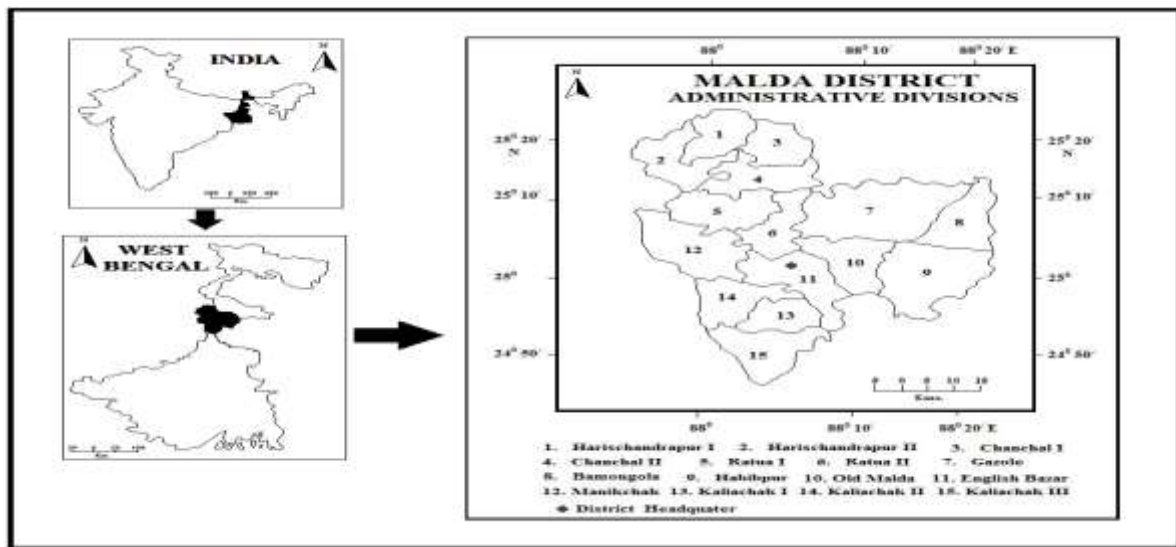 N
INDIA
Km.
N
WEST
BENGAL
Km.
88° 88° 10′ 88° 20′ E
N
MALDA DISTRICT
ADMINISTRATIVE DIVISIONS
25° 20′
N
25° 20′
N
1
2
3
4
25° 10′
25° 10′
5
6
7
8
12
25°
25°
10
9
11
14
13
24° 50′
24° 50′
15
Kms.
88° 88° 10′ 88° 20′ E
1. Harischandrapur I 2. Harischandrapur II 3. Chanchal I
4. Chanchal II 5. Ratua I 6. Ratua II 7. Gazole
8. Bamongola 9. Habibpur 10. Old Malda 11. English Bazar
12. Manikchak 13. Kaliachak I 14. Kaliachak II 15. Kaliachak III
District Headquater